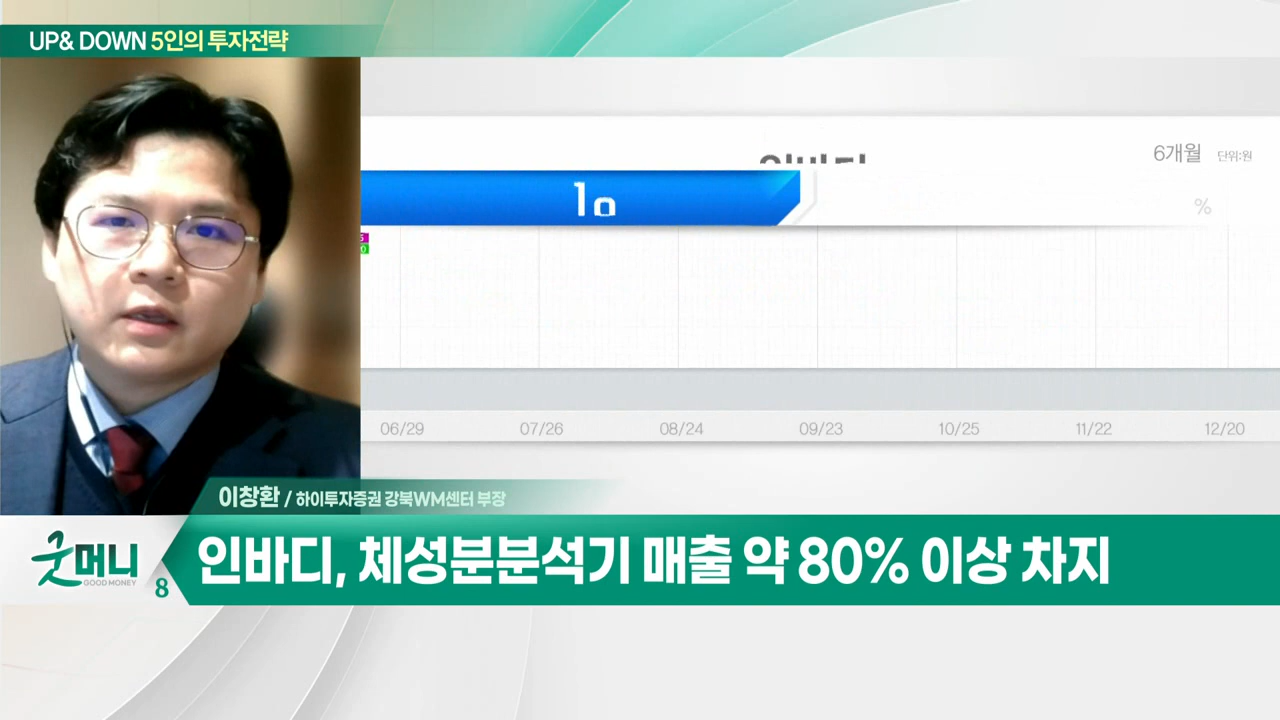 UP& DOWN 5인의 투자전략
6개월 단위:원
%
06/29 07/26 08/24 09/23 10/25 11/22 12/20
이창환 / 하이투자증권 강북WM센터 부장
굿머니
GOOD MONEY
8
인바디, 체성분분석기 매출 약 80% 이상 차지